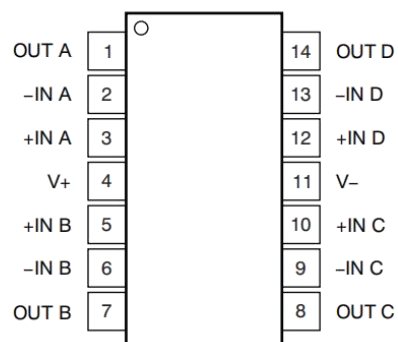 OUT A 1 14 OUT D
−IN A 2 13 −IN D
+IN A 3 12 +IN D
V+ 4 11 V−
+IN B 5 10 +IN C
−IN B 6 9 −IN C
OUT B 7 8 OUT C